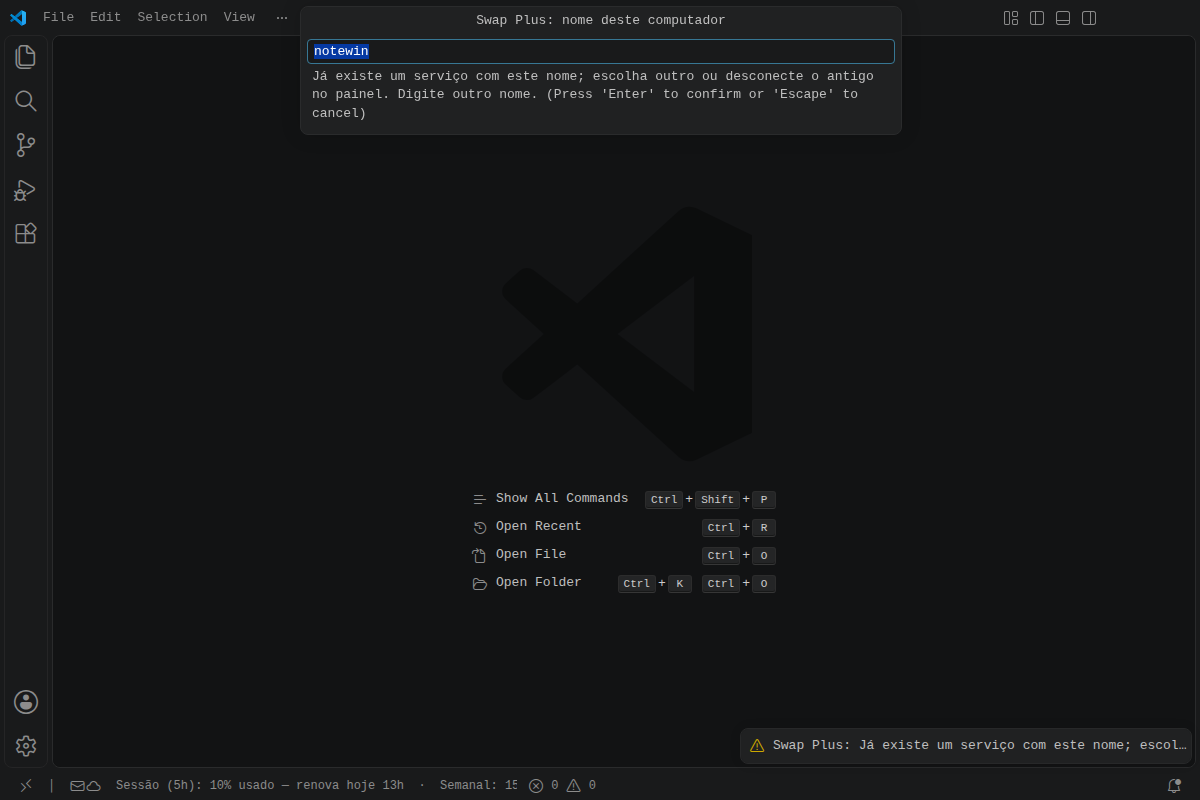 File Edit Selection View ···
Swap Plus: nome deste computador
notewin
Já existe um serviço com este nome; escolha outro ou desconecte o antigo
no painel. Digite outro nome. (Press 'Enter' to confirm or 'Escape' to
cancel)
Show All Commands Ctrl + Shift + P
Open Recent Ctrl + R
Open File Ctrl + O
Open Folder Ctrl + K Ctrl + O
Swap Plus: Já existe um serviço com este nome; escol…
Sessão (5h): 10% usado — renova hoje 13h · Semanal: 15 0 0